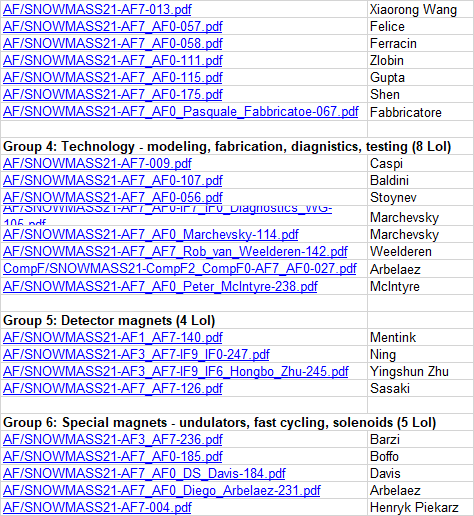 AF/SNOWMASS21-AF7-013.pdf Xiaorong Wang
AF/SNOWMASS21-AF7_AF0-057.pdf Felice
AF/SNOWMASS21-AF7_AF0-058.pdf Ferracin
AF/SNOWMASS21-AF7_AF0-111.pdf Zlobin
AF/SNOWMASS21-AF7_AF0-115.pdf Gupta
AF/SNOWMASS21-AF7_AF0-175.pdf Shen
AF/SNOWMASS21-AF7_AF0_Pasquale_Fabbricatoe-067.pdf Fabbricatore
Group 4: Technology - modeling, fabrication, diagnostics, testing (8 LoI)
AF/SNOWMASS21-AF7-009.pdf Caspi
AF/SNOWMASS21-AF7_AF0-107.pdf Baldini
AF/SNOWMASS21-AF7_AF0-056.pdf Stoynev
AF/SNOWMASS21-AF7_AF0-IF7_IF0_Diagnostics_WG-
195.pdf Marchevsky
AF/SNOWMASS21-AF7_AF0_Marchevsky-114.pdf Marchevsky
AF/SNOWMASS21-AF7_AF7_Rob_van_Weelderen-142.pdf Weelderen
CompF/SNOWMASS21-CompF2_CompF0-AF7_AF0-027.pdf Arbelaez
AF/SNOWMASS21-AF7_AF0_Peter_McIntyre-238.pdf McIntyre
Group 5: Detector magnets (4 LoI)
AF/SNOWMASS21-AF1_AF7-140.pdf Mentink
AF/SNOWMASS21-AF3_AF7-IF9_IF0-247.pdf Ning
AF/SNOWMASS21-AF3_AF7-IF9_IF6_Hongbo_Zhu-245.pdf Yingshun Zhu
AF/SNOWMASS21-AF7_AF7-126.pdf Sasaki
Group 6: Special magnets - undulators, fast cycling, solenoids (5 LoI)
AF/SNOWMASS21-AF3_AF7-236.pdf Barzi
AF/SNOWMASS21-AF7_AF0-185.pdf Boffo
AF/SNOWMASS21-AF7_AF0_DS_Davis-184.pdf Davis
AF/SNOWMASS21-AF7_AF0_Diego_Arbelaez-231.pdf Arbelaez
AF/SNOWMASS21-AF7-004.pdf Henryk Piekarz